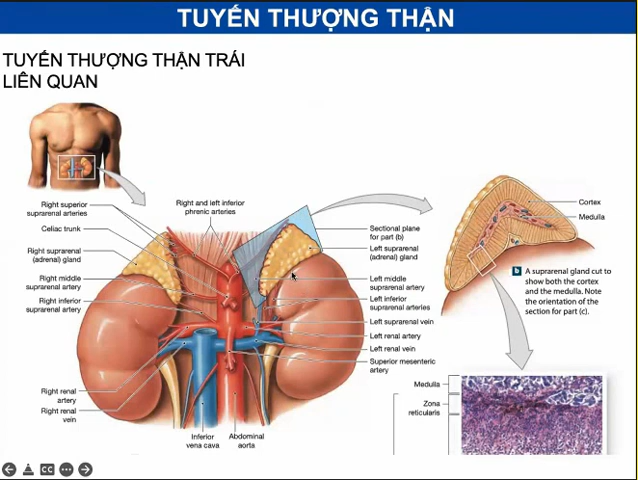 TUYẾN THƯỢNG THẬN
TUYẾN THƯỢNG THẬN TRÁI
LIÊN QUAN
Right superior
suprarenal arteries
Celiac trunk
Right suprarenal
(adrenal) gland
Right middle
suprarenal artery
Right inferior
suprarenal artery
Right renal
artery
Right renal
vein
Right and left inferior
phrenic arteries
Inferior
vena cava
Abdominal
aorta
Sectional plane
for part (b)
Left suprarenal
(adrenal) gland
Left middle
suprarenal artery
Left inferior
suprarenal arteries
Left suprarenal vein
Left renal artery
Left renal vein
Superior mesenteric
artery
Cortex
Medulla
b A suprarenal gland cut to
show both the cortex
and the medulla. Note
the orientation of the
section for part (c).
Medulla
Zona
reticularis
CC